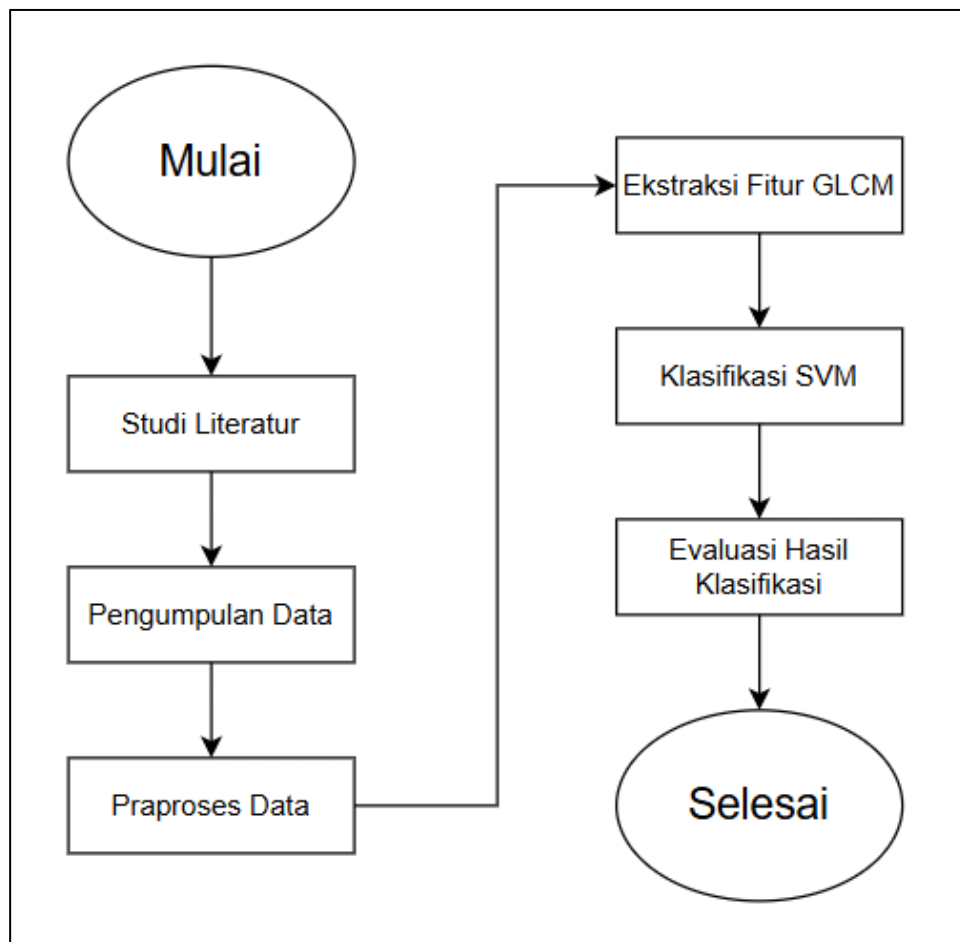 Mulai
Studi Literatur
Pengumpulan Data
Praproses Data
Ekstraksi Fitur GLCM
Klasifikasi SVM
Evaluasi Hasil
Klasifikasi
Selesai